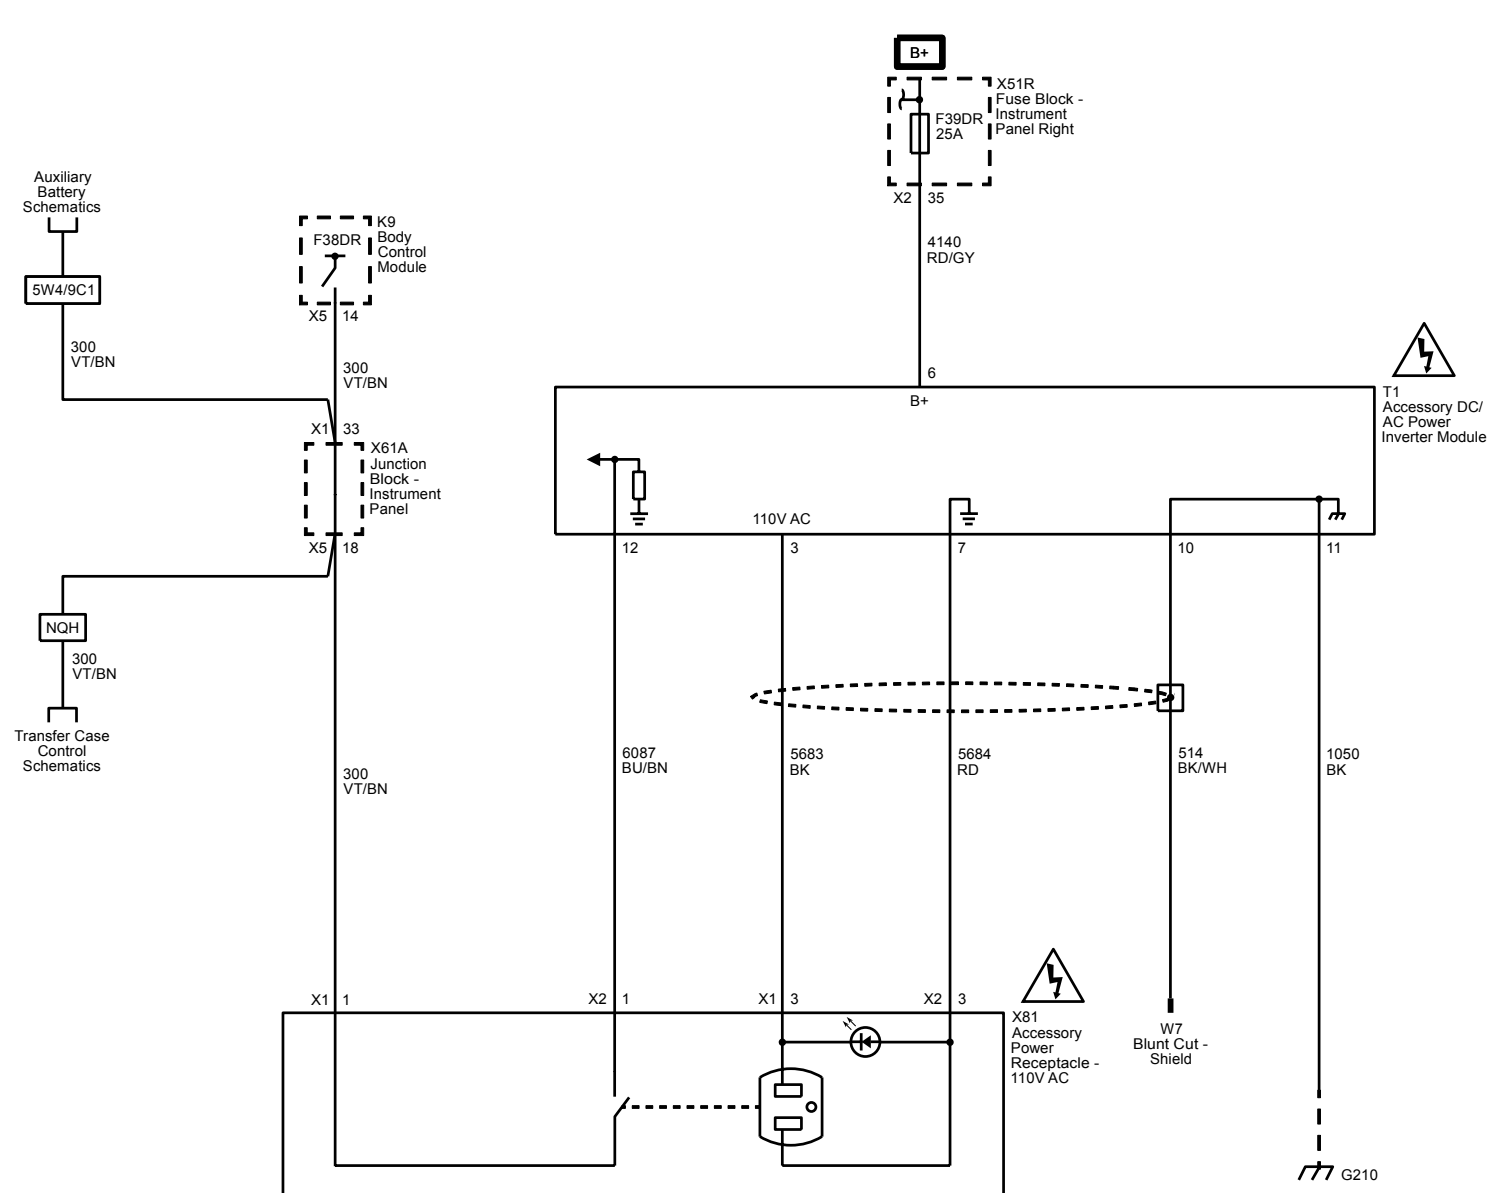 B+
X51R
Fuse Block -
Instrument
Panel Right
F39DR
25A
X2 35
4140
RD/GY
Auxiliary
Battery
Schematics
5W4/9C1
300
VT/BN
K9
Body
Control
Module
F38DR
X5 14
300
VT/BN
X1 33
X61A
Junction
Block -
Instrument
Panel
X5 18
NQH
300
VT/BN
Transfer Case
Control
Schematics
300
VT/BN
6
B+
T1
Accessory DC/
AC Power
Inverter Module
110V AC
12
3
7
10
11
6087
BU/BN
5683
BK
5684
RD
514
BK/WH
1050
BK
X1 1
X2 1
X1 3
X2 3
X81
Accessory
Power
Receptacle -
110V AC
W7
Blunt Cut -
Shield
G210